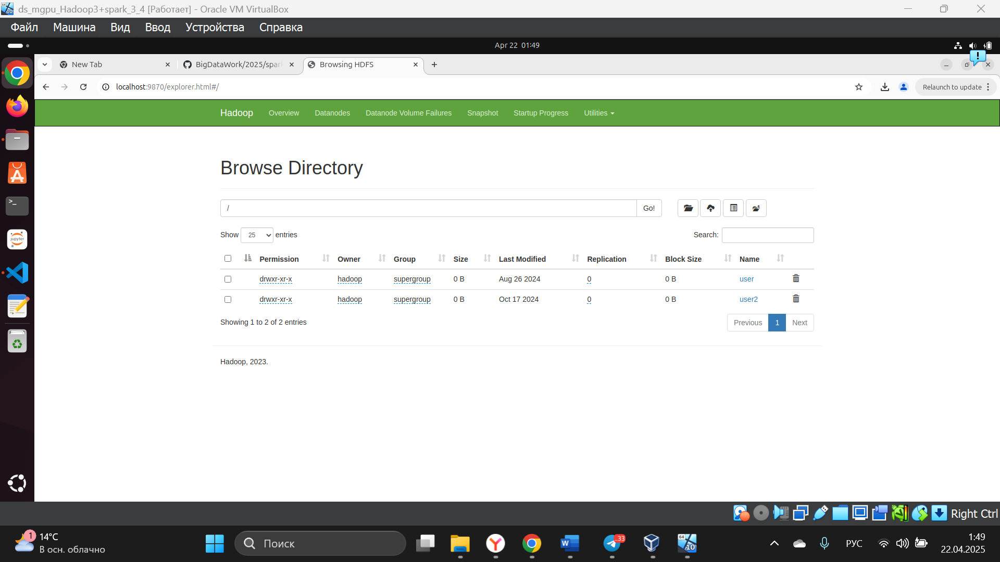 ds_mgpu_Hadoop3+spark_3_4 [Работает] - Oracle VM VirtualBox
Файл Машина Вид Ввод Устройства Справка
Apr 22 01:49
New Tab
BigDataWork/2025/spark
Browsing HDFS
localhost:9870/explorer.html#/
Relaunch to update
Hadoop Overview Datanodes Datanode Volume Failures Snapshot Startup Progress Utilities
Browse Directory
/
Go!
Show 25 entries
Search:
Permission Owner Group Size Last Modified Replication Block Size Name
drwxr-xr-x hadoop supergroup 0 B Aug 26 2024 0 0 B user
drwxr-xr-x hadoop supergroup 0 B Oct 17 2024 0 0 B user2
Showing 1 to 2 of 2 entries
Previous 1 Next
Hadoop, 2023.
Right Ctrl
1
14°C
В осн. облачно
Поиск
РУС
1:49
22.04.2025